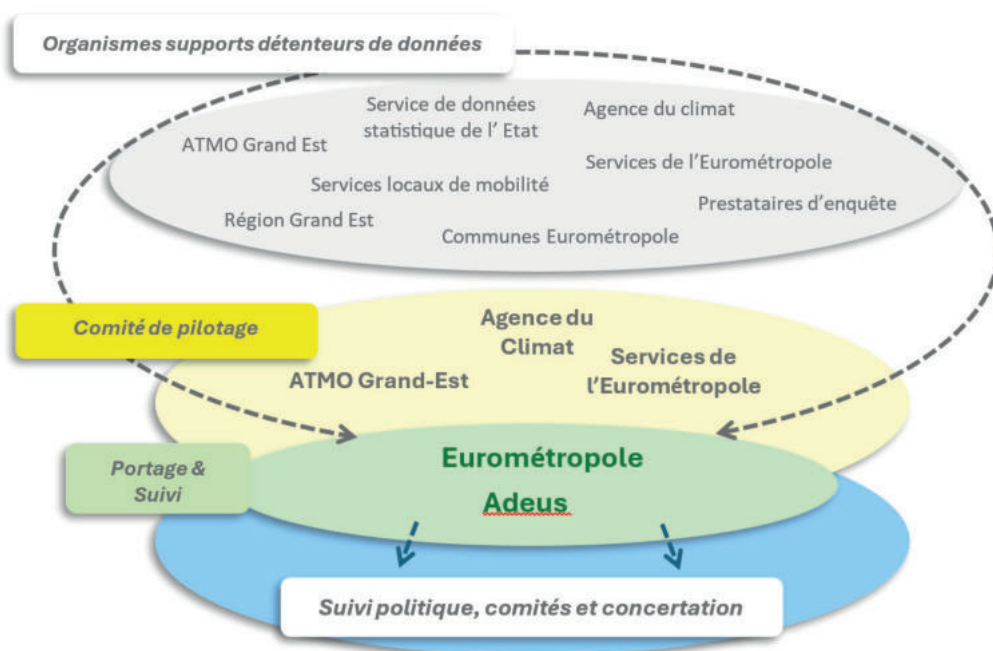 Organismes supports détenteurs de données
Service de données
statistique de l' Etat
Agence du climat
ATMO Grand Est
Services de l'Eurométropole
Services locaux de mobilité
Prestataires d'enquête
Région Grand Est
Communes Eurométropole
Comité de pilotage
Agence du
Climat
Services de
l'Eurométropole
ATMO Grand-Est
Portage &
Suivi
Eurométropole
Adeus
Suivi politique, comités et concertation